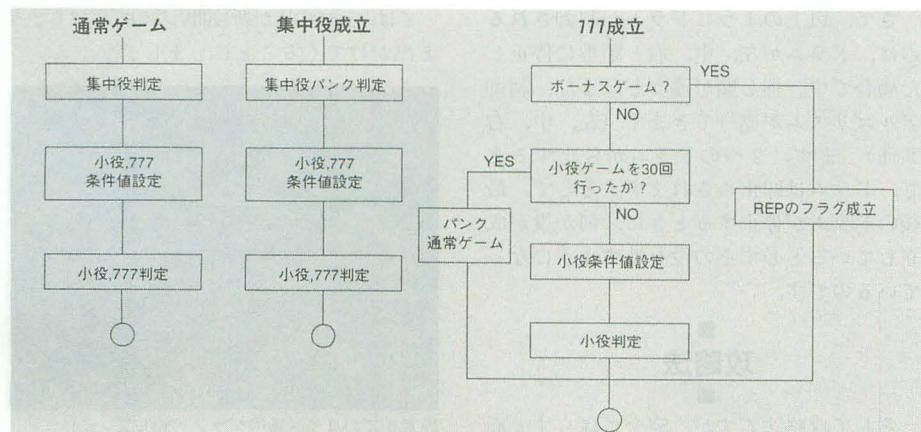 通常ゲーム
集中役判定
小役,777
条件値設定
小役,777判定
集中役成立
集中役パンク判定
小役,777
条件値設定
小役,777判定
777成立
ボーナスゲーム？
YES
NO
小役ゲームを30回
行ったか？
YES
NO
パンク
通常ゲーム
小役条件値設定
小役判定
REPのフラグ成立